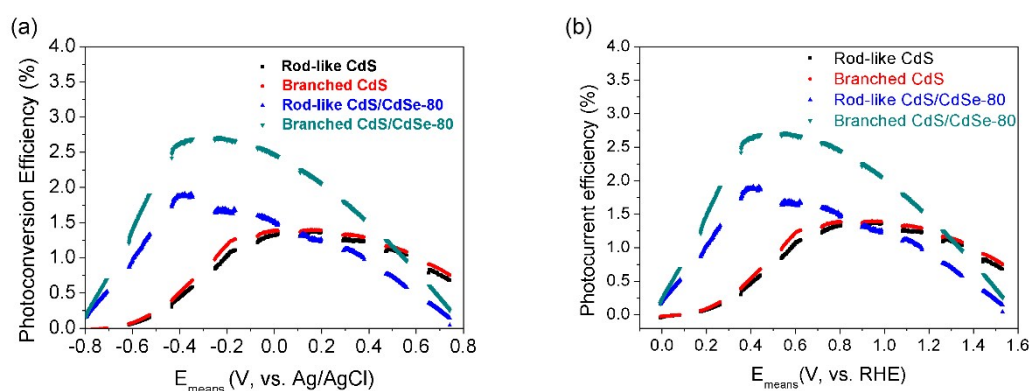 (a)
Photoconversion Efficiency (%)
4.0
3.5
3.0
2.5
2.0
1.5
1.0
0.5
0.0
Rod-like CdS
Branched CdS
Rod-like CdS/CdSe-80
Branched CdS/CdSe-80
-0.8 -0.6 -0.4 -0.2 0.0 0.2 0.4 0.6 0.8
E means (V, vs. Ag/AgCl)
(b)
Photocurrent efficiency (%)
4.0
3.5
3.0
2.5
2.0
1.5
1.0
0.5
0.0
Rod-like CdS
Branched CdS
Rod-like CdS/CdSe-80
Branched CdS/CdSe-80
0.0 0.2 0.4 0.6 0.8 1.0 1.2 1.4 1.6
E means (V, vs. RHE)